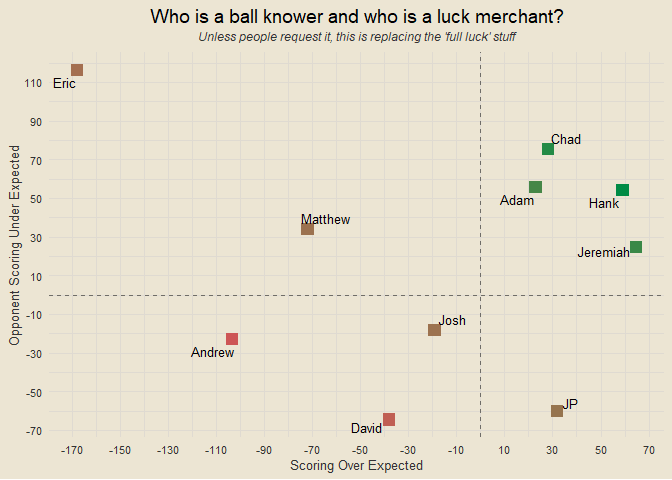 Who is a ball knower and who is a luck merchant?
Unless people request it, this is replacing the 'full luck' stuff
Opponent Scoring Under Expected
110
90
70
50
30
10
-10
-30
-50
-70
Eric
Chad
Adam
Hank
Matthew
Jeremiah
Josh
Andrew
JP
David
-170
-150
-130
-110
-90
-70
-50
-30
-10
10
30
50
70
Scoring Over Expected